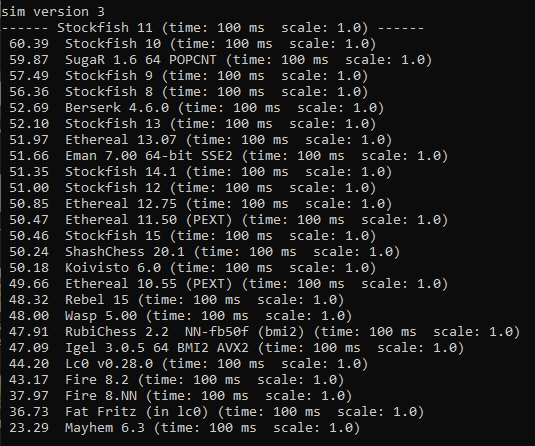 sim version 3
------ Stockfish 11 (time: 100 ms  scale: 1.0) ------
60.39  Stockfish 10 (time: 100 ms  scale: 1.0)
59.87  SugaR 1.6 64 POPCNT (time: 100 ms  scale: 1.0)
57.49  Stockfish 9 (time: 100 ms  scale: 1.0)
56.36  Stockfish 8 (time: 100 ms  scale: 1.0)
52.69  Berserk 4.6.0 (time: 100 ms  scale: 1.0)
52.10  Stockfish 13 (time: 100 ms  scale: 1.0)
51.97  Ethereal 13.07 (time: 100 ms  scale: 1.0)
51.66  Eman 7.00 64-bit SSE2 (time: 100 ms  scale: 1.0)
51.35  Stockfish 14.1 (time: 100 ms  scale: 1.0)
51.00  Stockfish 12 (time: 100 ms  scale: 1.0)
50.85  Ethereal 12.75 (time: 100 ms  scale: 1.0)
50.47  Ethereal 11.50 (PEXT) (time: 100 ms  scale: 1.0)
50.46  Stockfish 15 (time: 100 ms  scale: 1.0)
50.24  ShashChess 20.1 (time: 100 ms  scale: 1.0)
50.18  Koivisto 6.0 (time: 100 ms  scale: 1.0)
49.66  Ethereal 10.55 (PEXT) (time: 100 ms  scale: 1.0)
48.32  Rebel 15 (time: 100 ms  scale: 1.0)
48.00  Wasp 5.00 (time: 100 ms  scale: 1.0)
47.91  RubiChess 2.2  NN-fb50f (bmi2) (time: 100 ms  scale: 1.0)
47.09  Igel 3.0.5 64 BMI2 AVX2 (time: 100 ms  scale: 1.0)
44.20  Lc0 v0.28.0 (time: 100 ms  scale: 1.0)
43.17  Fire 8.2 (time: 100 ms  scale: 1.0)
37.97  Fire 8.NN (time: 100 ms  scale: 1.0)
36.73  Fat Fritz (in lc0) (time: 100 ms  scale: 1.0)
23.29  Mayhem 6.3 (time: 100 ms  scale: 1.0)